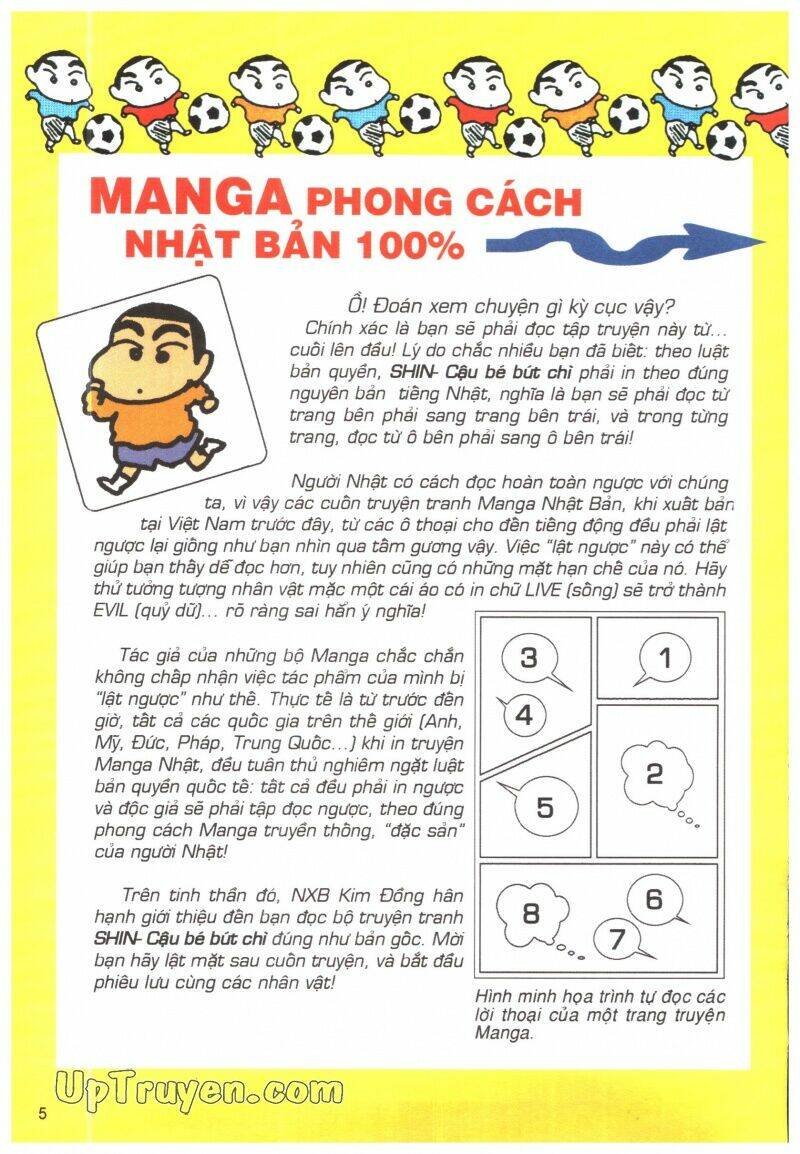 MANGA PHONG CÁCH
NHẬT BẢN 100%
Ồ! Đoán xem chuyện gì kỳ cục vậy?
Chính xác là bạn sẽ phải đọc tập truyện này từ...
cuối lên đầu! Lý do chắc nhiều bạn đã biết: theo luật
bản quyền, SHIN- Cậu bé bút chì phải in theo đúng
nguyên bản tiếng Nhật, nghĩa là bạn sẽ phải đọc từ
trang bên phải sang trang bên trái, và trong từng
trang, đọc từ ô bên phải sang ô bên trái!
Người Nhật có cách đọc hoàn toàn ngược với chúng
ta, vì vậy các cuốn truyện tranh Manga Nhật Bản, khi xuất bản
tại Việt Nam trước đây, từ các ô thoại cho đến tiếng động đều phải lật
ngược lại giống như bạn nhìn qua tấm gương vậy. Việc "lật ngược" này có thể
giúp bạn thấy dễ đọc hơn, tuy nhiên cũng có những mặt hạn chế của nó. Hãy
thử tưởng tượng nhân vật mặc một cái áo có in chữ LIVE (sống) sẽ trở thành
EVIL (quỷ dữ)... rõ ràng sai hẳn ý nghĩa!
Tác giả của những bộ Manga chắc chắn
không chấp nhận việc tác phẩm của mình bị
"lật ngược" như thế. Thực tế là từ trước đến
giờ, tất cả các quốc gia trên thế giới (Anh,
Mỹ, Đức, Pháp, Trung Quốc...) khi in truyện
Manga Nhật, đều tuân thủ nghiêm ngặt luật
bản quyền quốc tế: tất cả đều phải in ngược
và độc giả sẽ phải tập đọc ngược, theo đúng
phong cách Manga truyền thống, "đặc sản"
của người Nhật!
Trên tinh thần đó, NXB Kim Đồng hân
hạnh giới thiệu đến bạn đọc bộ truyện tranh
SHIN- Cậu bé bút chì đúng như bản gốc. Mời
bạn hãy lật mặt sau cuốn truyện, và bắt đầu
phiêu lưu cùng các nhân vật!
1
2
3
4
5
6
7
8
Hình minh họa trình tự đọc các
lời thoại của một trang truyện
Manga.
UpTruyen.com
5